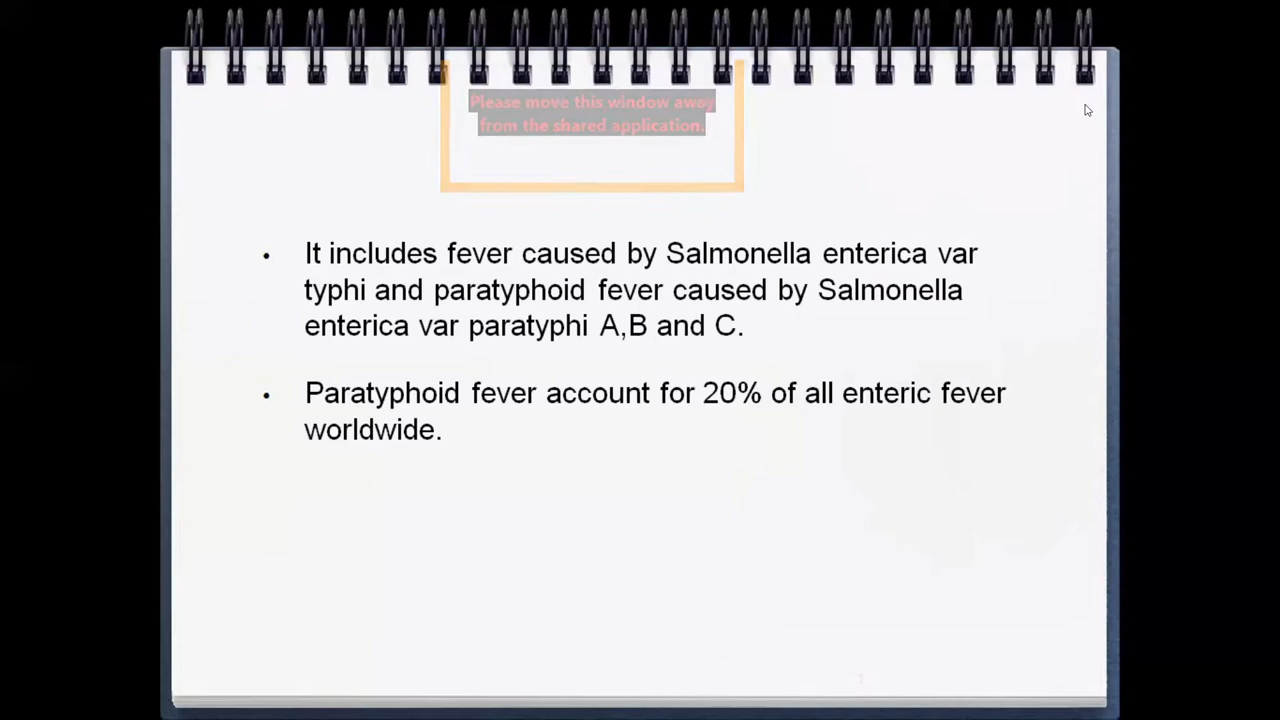 Please move this window away
from the shared application.
• It includes fever caused by Salmonella enterica var
typhi and paratyphoid fever caused by Salmonella
enterica var paratyphi A,B and C.
• Paratyphoid fever account for 20% of all enteric fever
worldwide.